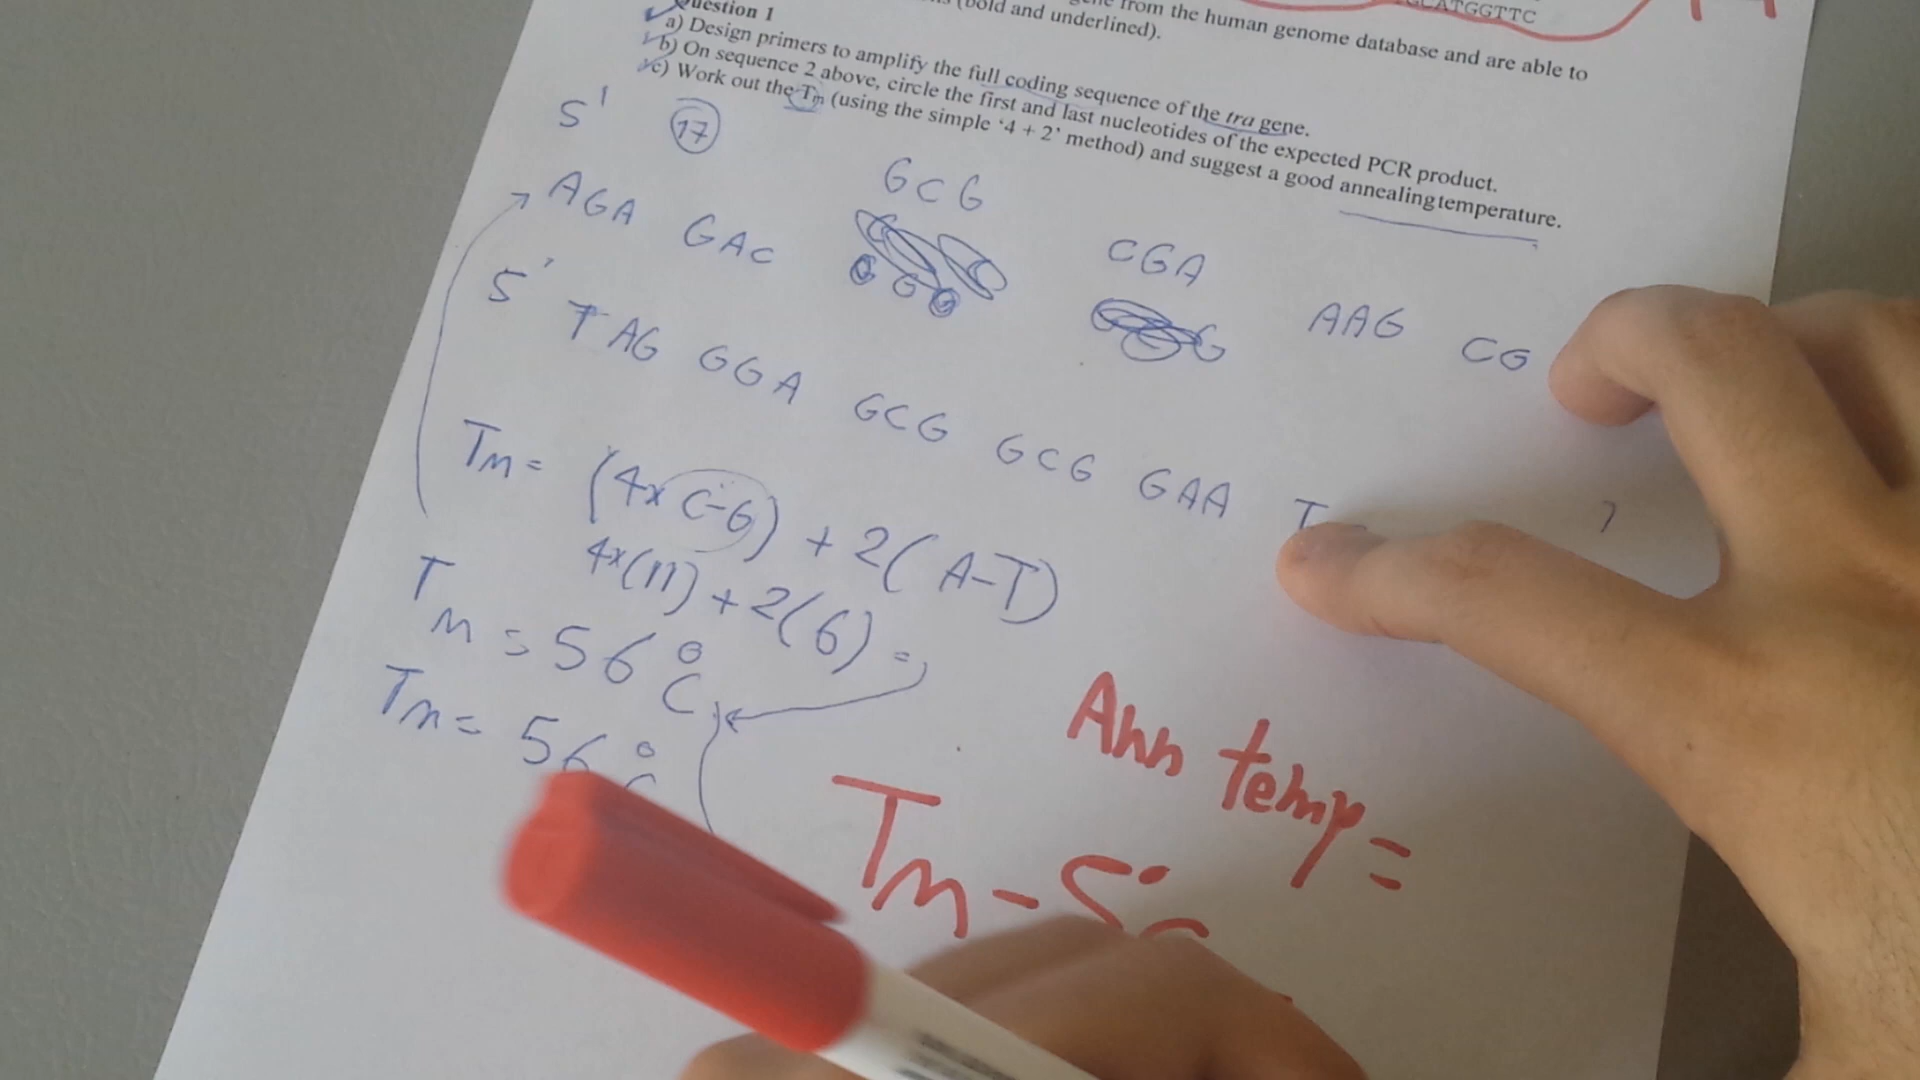 GCATGGTTC
gene from the human genome database and are able to
(bold and underlined).
Question 1
a) Design primers to amplify the full coding sequence of the tra gene.
b) On sequence 2 above, circle the first and last nucleotides of the expected PCR product.
c) Work out the Tm (using the simple '4 + 2' method) and suggest a good annealing temperature.
5' 17
AGA GAC GCG CGA AAG CG
5' TAG GGA GCG GCG GAA T
Tm = (4x C-G) + 2(A-T)
4x(11) + 2(6) =
Tm = 56°C
Tm = 56°C
Ann temp =
Tm - 5°C